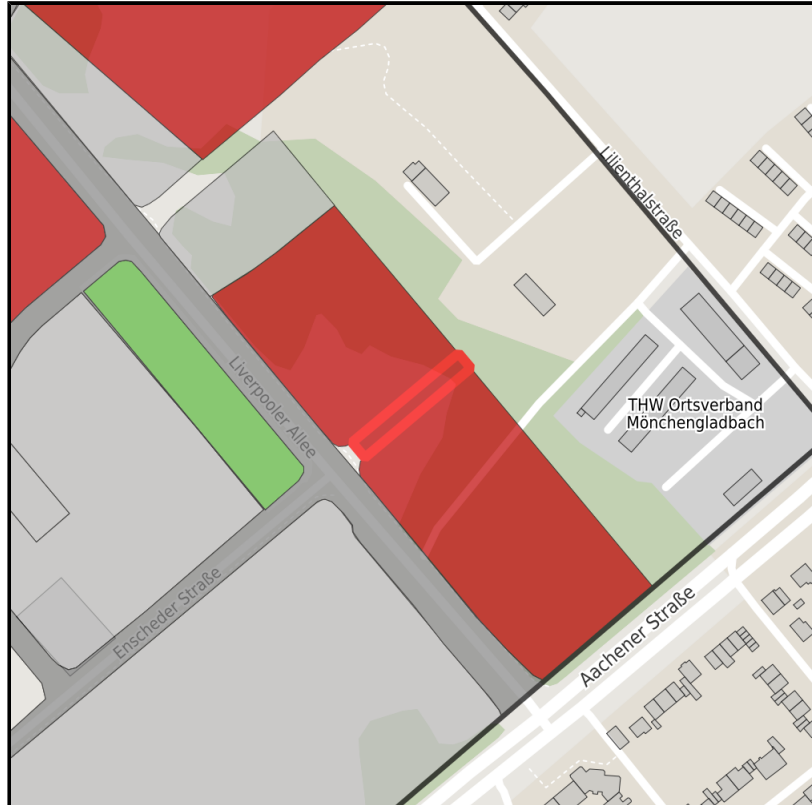 Lilienthalstraße
Liverpooler Allee
THW Ortsverband
Mönchengladbach
Enscheder Straße
Aachener Straße